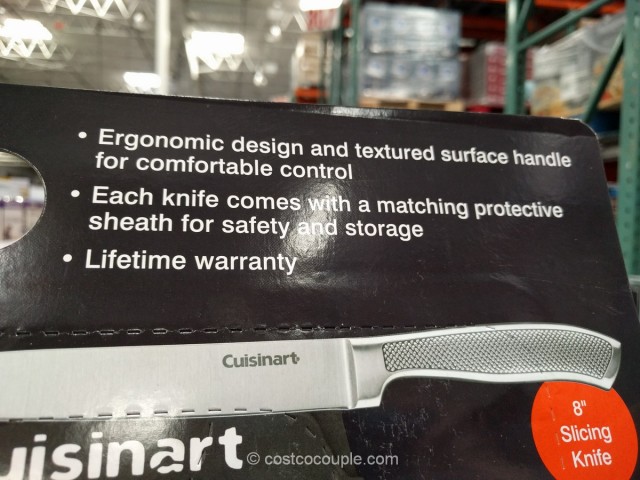 • Ergonomic design and textured surface handle
for comfortable control
• Each knife comes with a matching protective
sheath for safety and storage
• Lifetime warranty
Cuisinart
8"
Slicing
Knife
uisinart
© costcocouple.com